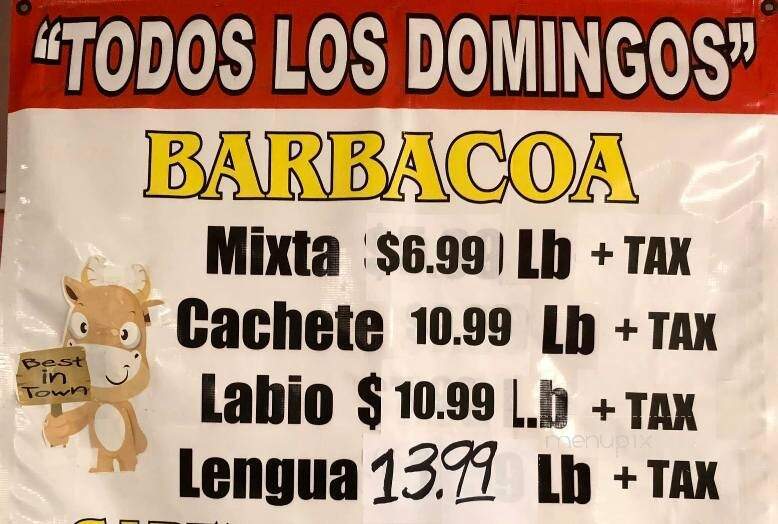 "TODOS LOS DOMINGOS"
BARBACOA
Mixta $6.99 Lb + TAX
Cachete 10.99 Lb + TAX
Best
in
Town
Labio $ 10.99 Lb + TAX
menupix
Lengua 13.99 Lb + TAX